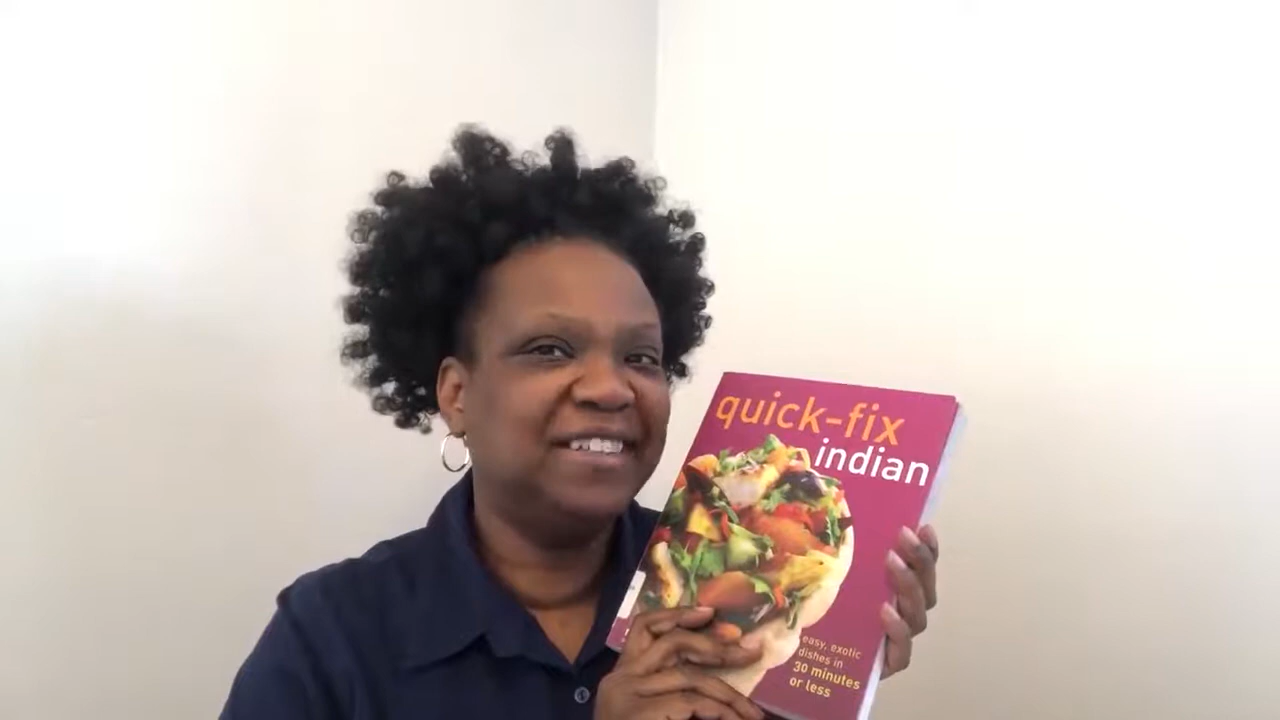 quick-fix
indian
easy, exotic
dishes in
30 minutes
or less